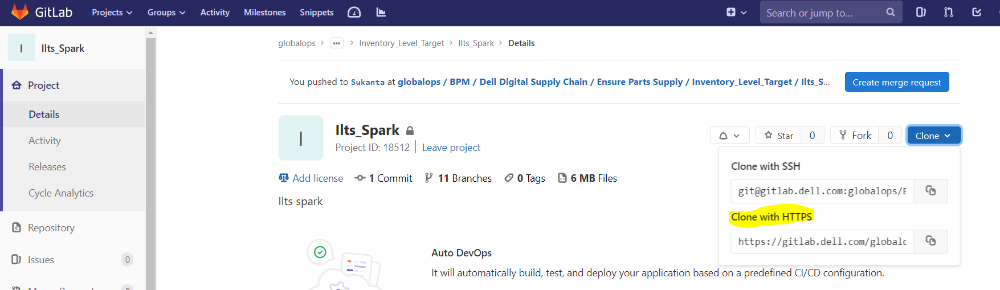 GitLab Projects Groups Activity Milestones Snippets Search or jump to...
I Ilts_Spark
globalops > ... > Inventory_Level_Target > Ilts_Spark > Details
Project
You pushed to Sukanta at globalops / BPM / Dell Digital Supply Chain / Ensure Parts Supply / Inventory_Level_Target / Ilts_S... Create merge request
Details
Activity
Releases
Cycle Analytics
Repository
Issues 0
I
Ilts_Spark
Project ID: 18512 Leave project
Star 0 Fork 0 Clone
Add license 1 Commit 11 Branches 0 Tags 6 MB Files
Ilts spark
Clone with SSH
git@gitlab.dell.com:globalops/
Clone with HTTPS
https://gitlab.dell.com/global
Auto DevOps
It will automatically build, test, and deploy your application based on a predefined CI/CD configuration.